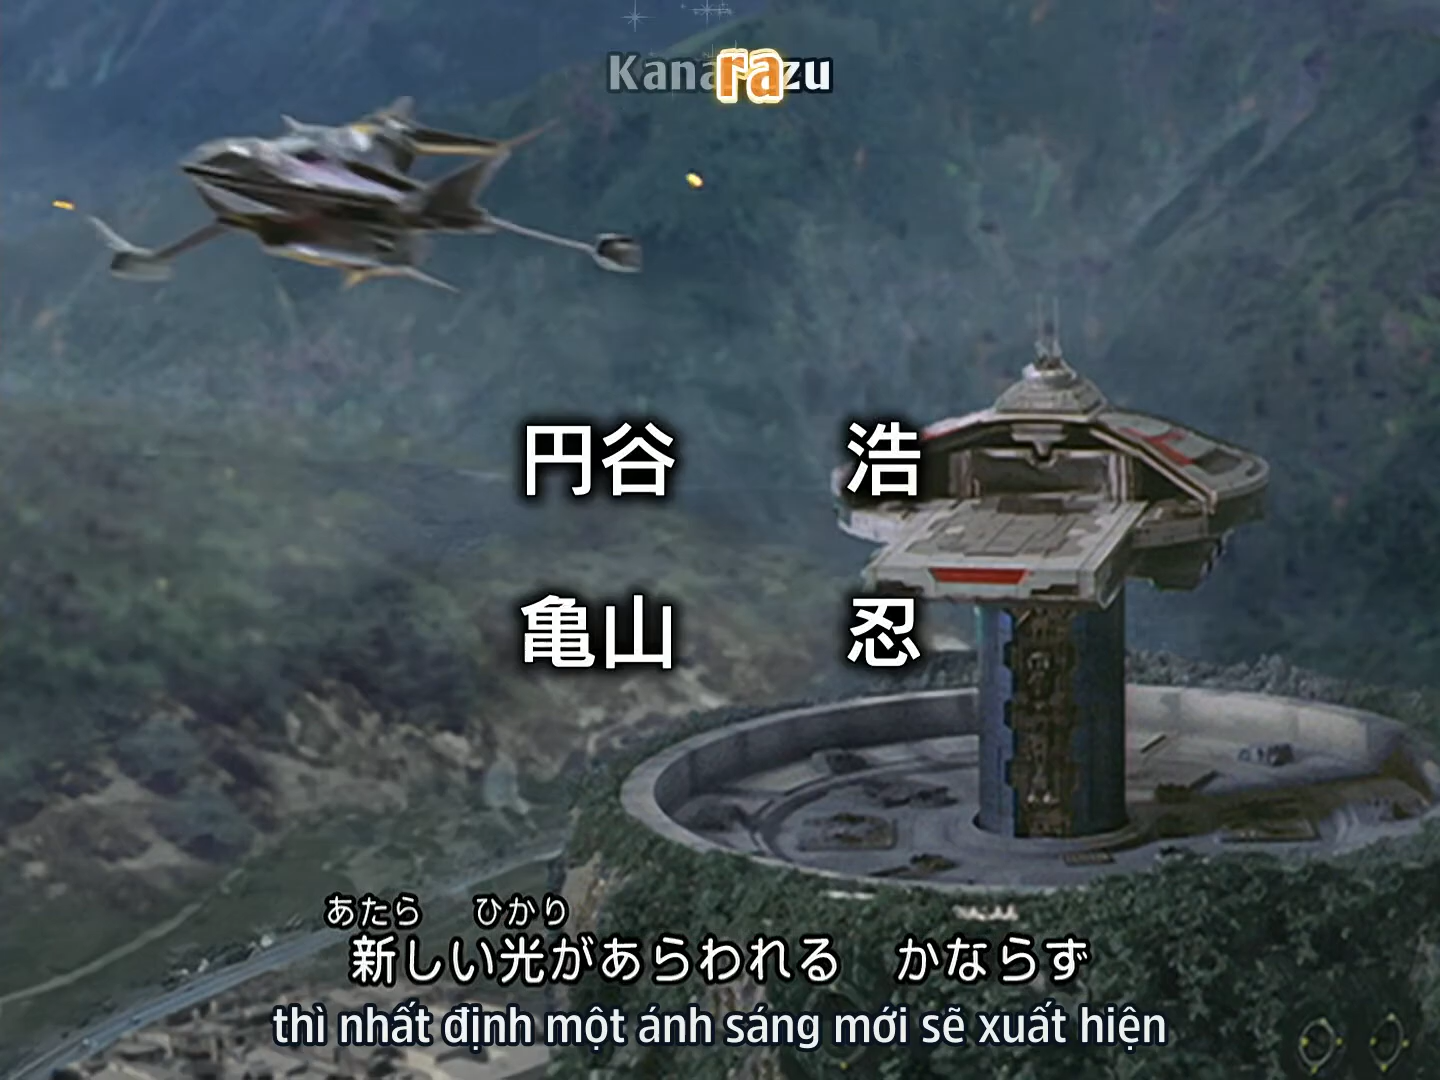 Kanarazu
円谷 浩
亀山 忍
あたら ひかり
新しい光があらわれる かならず
thì nhất định một ánh sáng mới sẽ xuất hiện